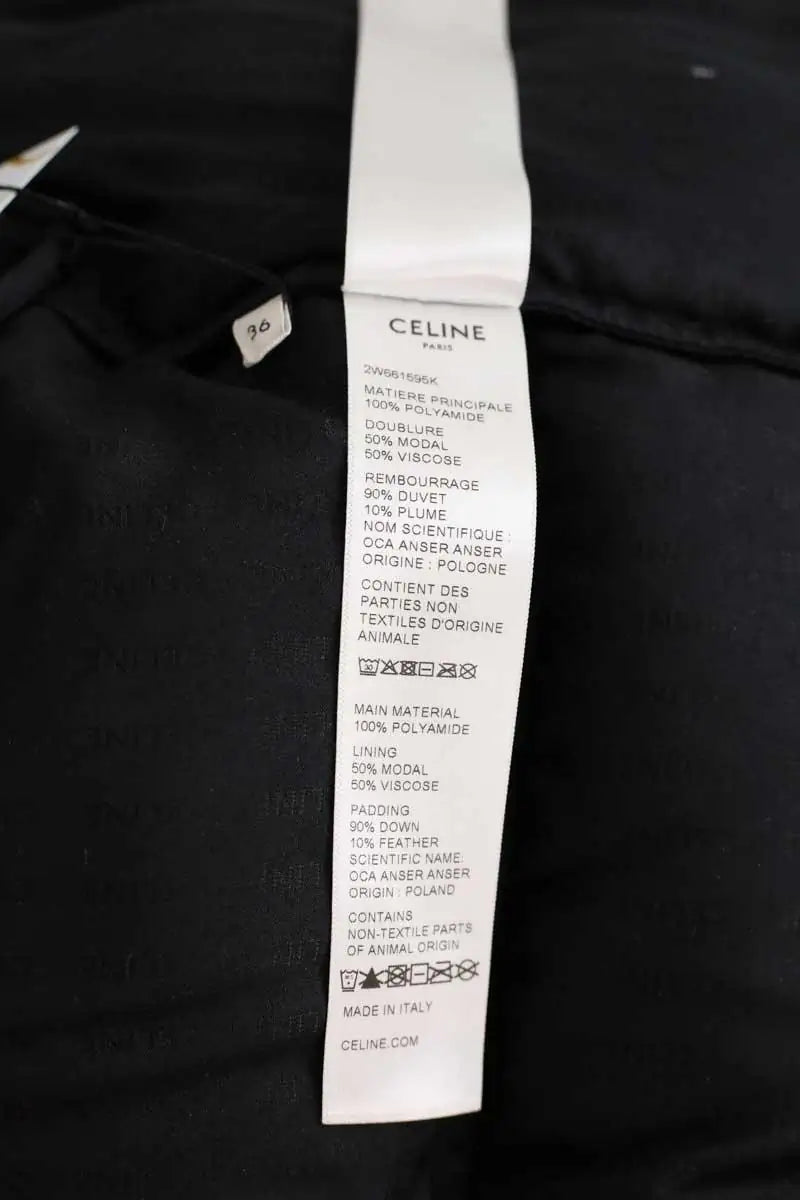 36
CELINE
PARIS
2W661595K
MATIERE PRINCIPALE
100% POLYAMIDE
DOUBLURE
50% MODAL
50% VISCOSE
REMBOURRAGE
90% DUVET
10% PLUME
NOM SCIENTIFIQUE :
OCA ANSER ANSER
ORIGINE : POLOGNE
CONTIENT DES
PARTIES NON
TEXTILES D'ORIGINE
ANIMALE
30
MAIN MATERIAL
100% POLYAMIDE
LINING
50% MODAL
50% VISCOSE
PADDING
90% DOWN
10% FEATHER
SCIENTIFIC NAME:
OCA ANSER ANSER
ORIGIN : POLAND
CONTAINS
NON-TEXTILE PARTS
OF ANIMAL ORIGIN
MADE IN ITALY
CELINE.COM